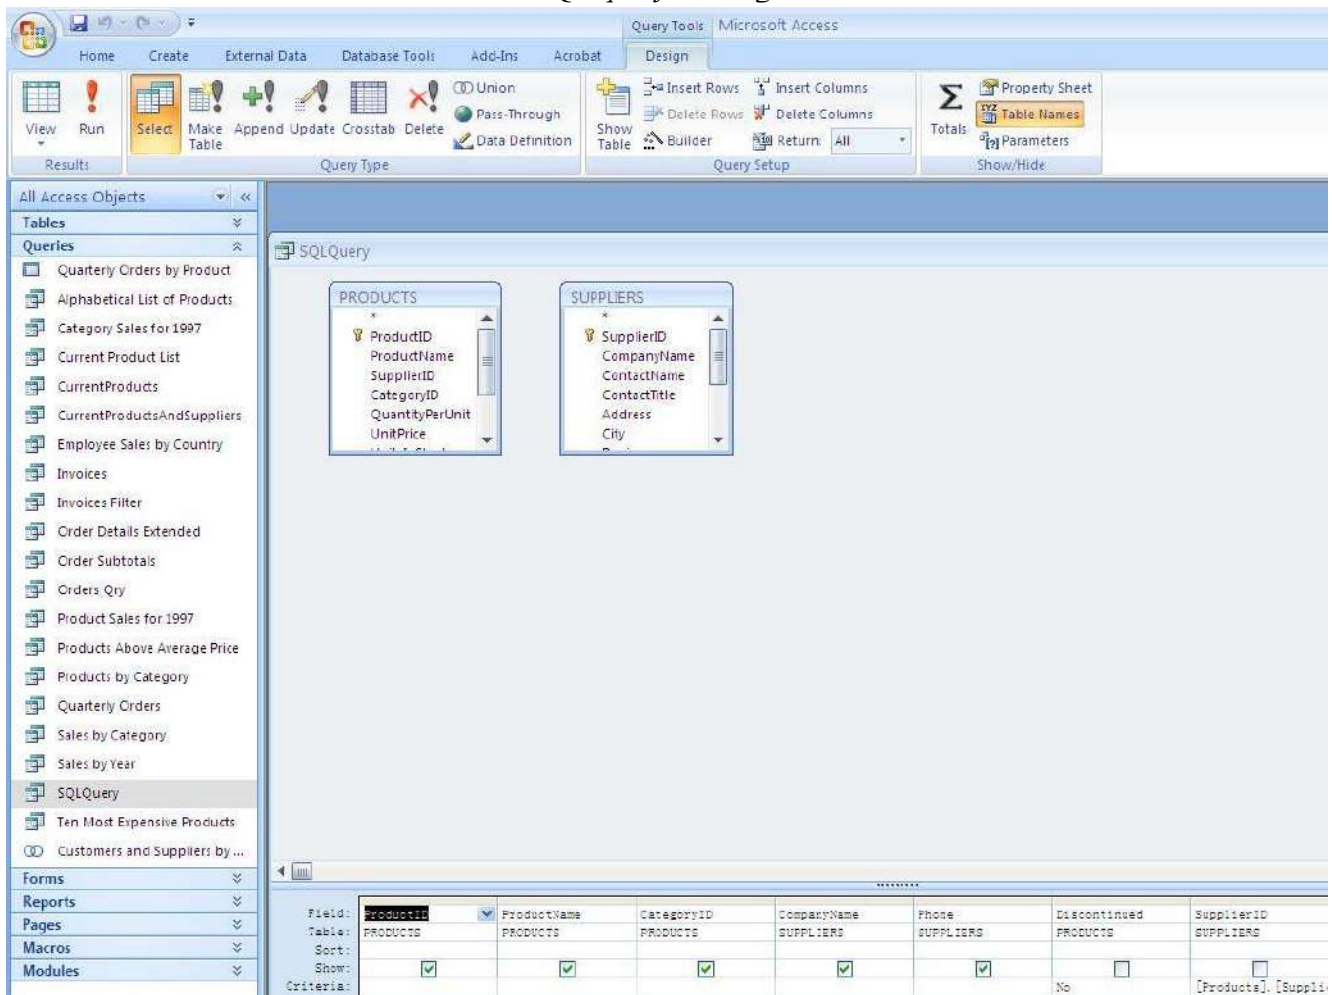 Query Tools Microsoft Access
Home Create External Data Database Tools Add-Ins Acrobat Design
View Run Select Make Table Append Update Crosstab Delete
Union
Pass-Through
Data Definition
Show Table
Insert Rows Insert Columns
Delete Rows Delete Columns
Builder Return: All
Totals
Property Sheet
Table Names
Parameters
Results Query Type Query Setup Show/Hide
All Access Objects
Tables
Queries
Quarterly Orders by Product
Alphabetical List of Products
Category Sales for 1997
Current Product List
CurrentProducts
CurrentProductsAndSuppliers
Employee Sales by Country
Invoices
Invoices Filter
Order Details Extended
Order Subtotals
Orders Qry
Product Sales for 1997
Products Above Average Price
Products by Category
Quarterly Orders
Sales by Category
Sales by Year
SQLQuery
Ten Most Expensive Products
Customers and Suppliers by ...
Forms
Reports
Pages
Macros
Modules
SQLQuery
PRODUCTS
*
ProductID
ProductName
SupplierID
CategoryID
QuantityPerUnit
UnitPrice
SUPPLIERS
*
SupplierID
CompanyName
ContactName
ContactTitle
Address
City
Field: ProductID ProductName CategoryID CompanyName Phone Discontinued SupplierID
Table: PRODUCTS PRODUCTS PRODUCTS SUPPLIERS SUPPLIERS PRODUCTS SUPPLIERS
Sort:
Show:
Criteria: No [Products].[Suppli